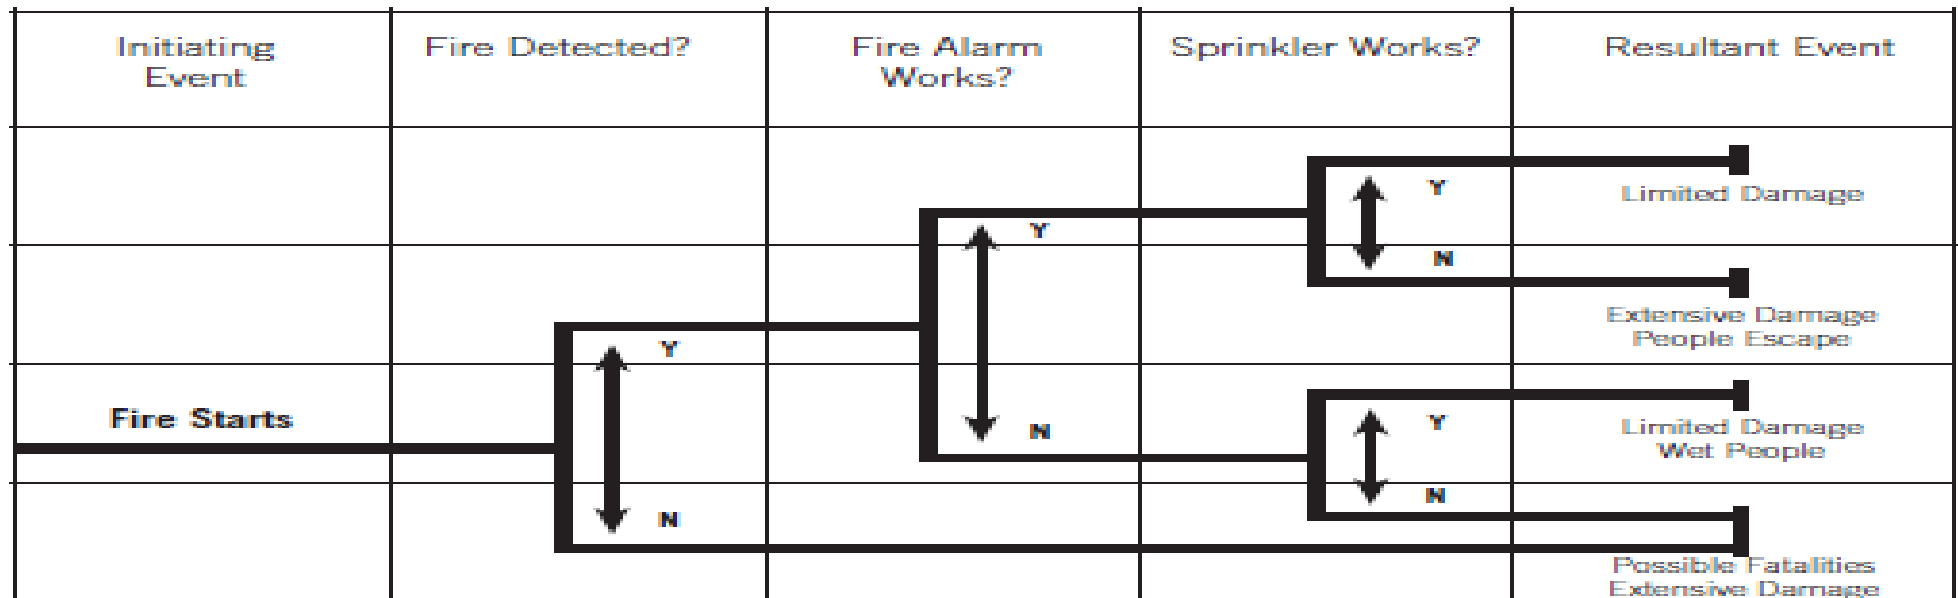 Initiating
Event
Fire Detected?
Fire Alarm
Works?
Sprinkler Works?
Resultant Event
Y
Limited Damage
Y
N
Extensive Damage
People Escape
Y
Fire Starts
N
Y
Limited Damage
Wet People
N
N
Possible Fatalities
Extensive Damage